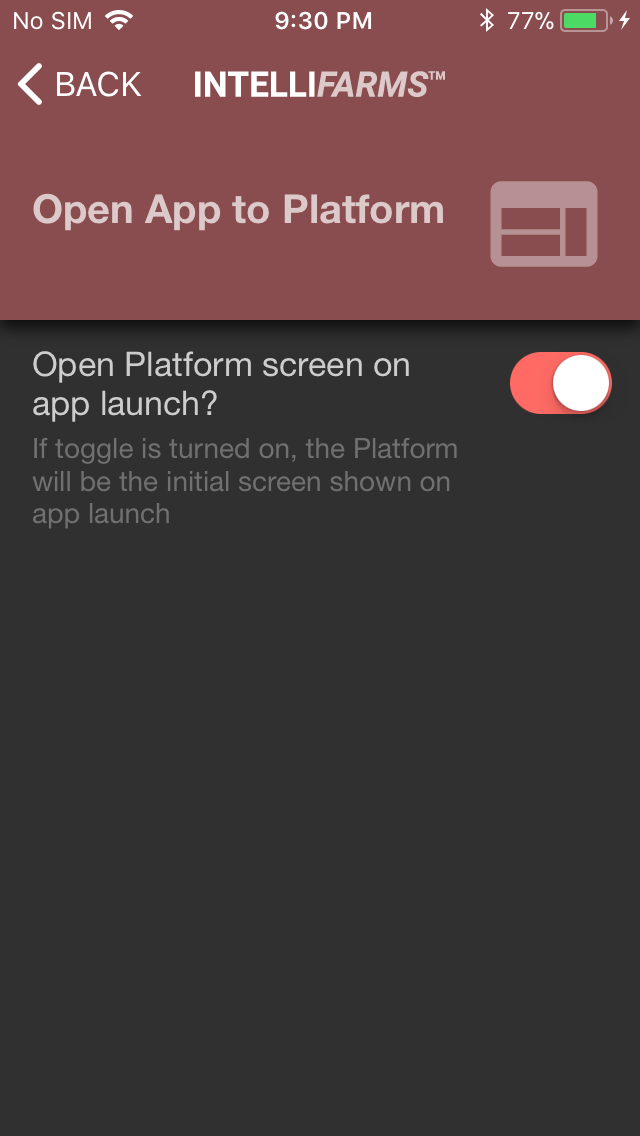 No SIM 9:30 PM 77%
BACK INTELLIFARMS™
Open App to Platform
Open Platform screen on
app launch?
If toggle is turned on, the Platform
will be the initial screen shown on
app launch